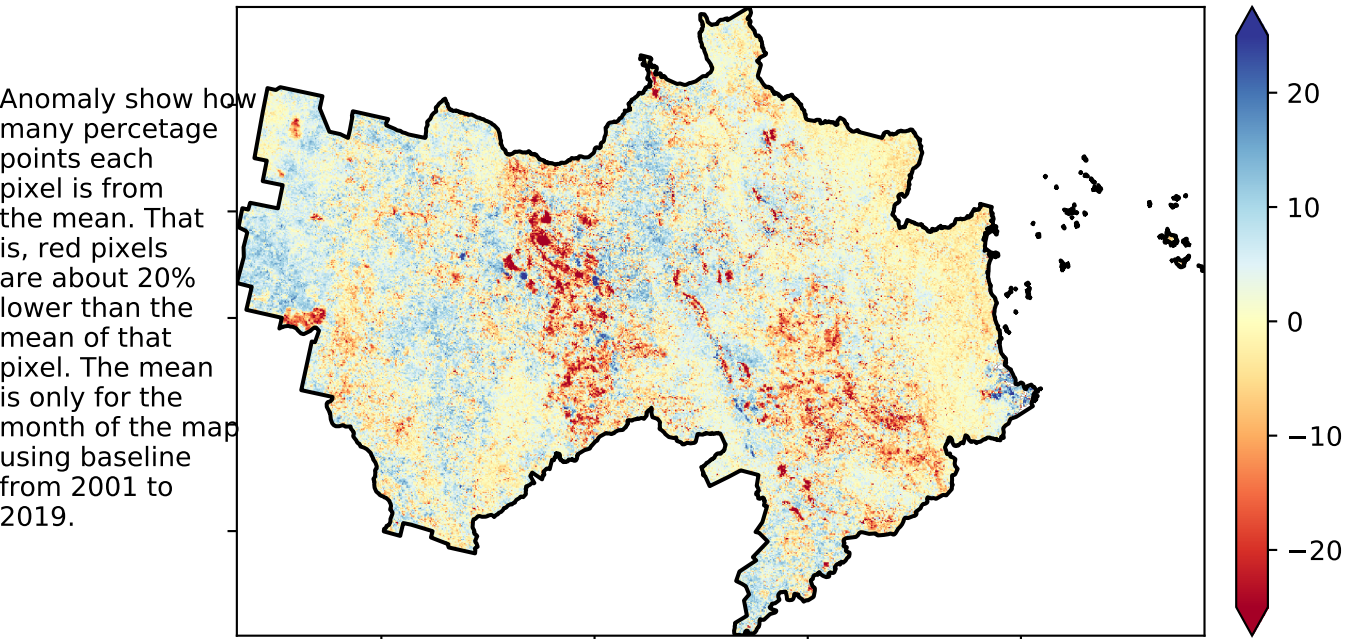 Anomaly show how
many percetage
points each
pixel is from
the mean. That
is, red pixels
are about 20%
lower than the
mean of that
pixel. The mean
is only for the
month of the map
using baseline
from 2001 to
2019.
20
10
0
−10
−20